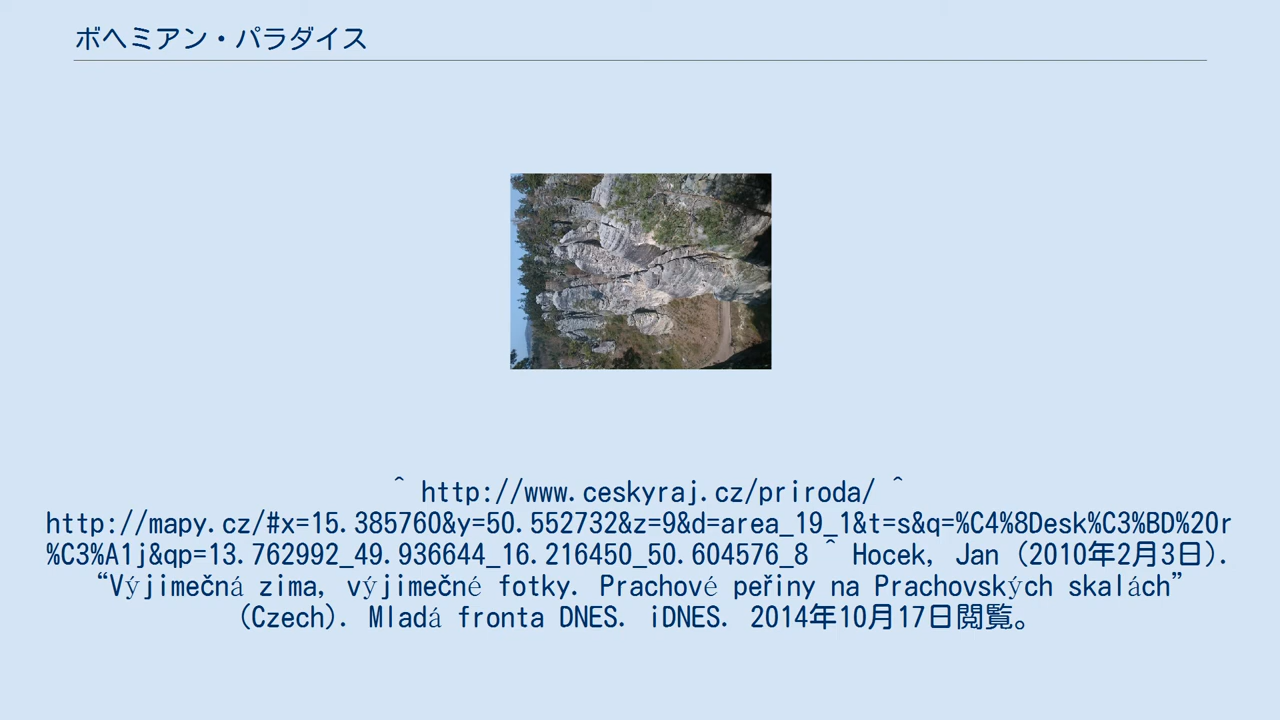 ボヘミアン・パラダイス
^ http://www.ceskyraj.cz/priroda/ ^
http://mapy.cz/#x=15.385760&y=50.552732&z=9&d=area_19_1&t=s&q=%C4%8Desk%C3%BD%20r
%C3%A1j&qp=13.762992_49.936644_16.216450_50.604576_8 ^ Hocek, Jan (2010年2月3日).
“Výjimečná zima, výjimečné fotky. Prachové peřiny na Prachovských skalách”
(Czech). Mladá fronta DNES. iDNES. 2014年10月17日閲覧。